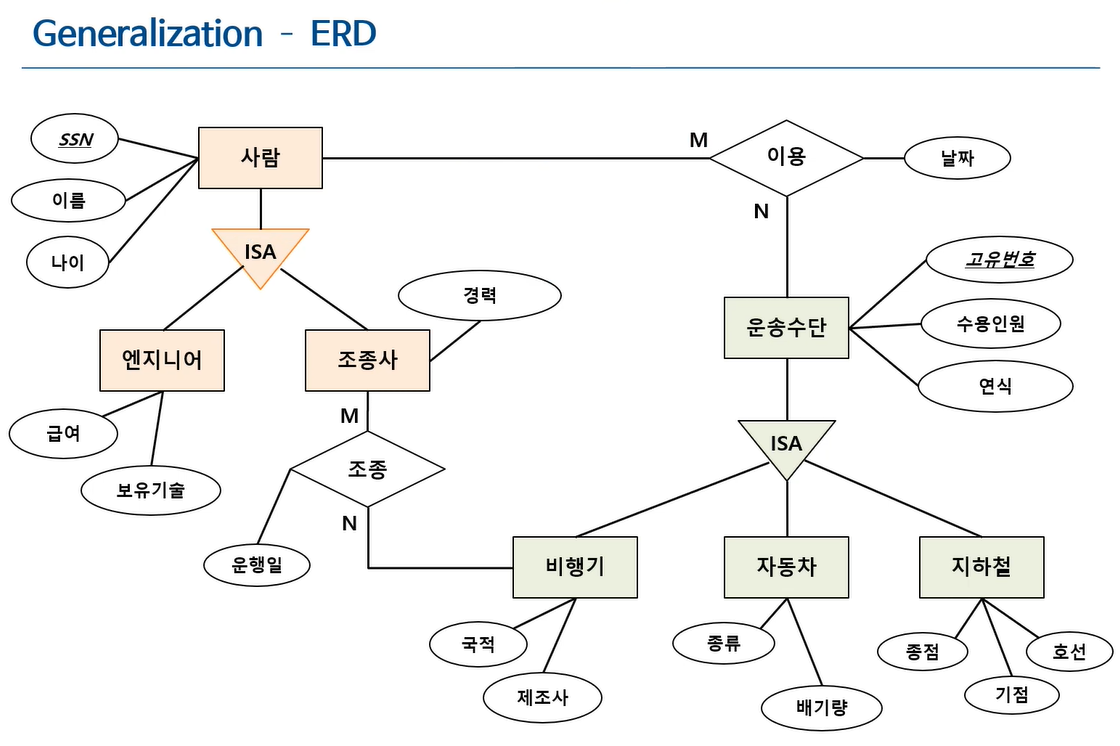 Generalization - ERD
SSN
사람
M
이용
날짜
이름
N
나이
ISA
고유번호
경력
수용인원
운송수단
엔지니어
조종사
연식
M
급여
ISA
조종
보유기술
N
운행일
비행기
자동차
지하철
국적
종류
종점
호선
제조사
기점
배기량